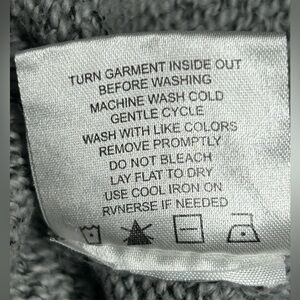 TURN GARMENT INSIDE OUT
BEFORE WASHING
MACHINE WASH COLD
GENTLE CYCLE
WASH WITH LIKE COLORS
REMOVE PROMPTLY
DO NOT BLEACH
LAY FLAT TO DRY
USE COOL IRON ON
RVNERSE IF NEEDED